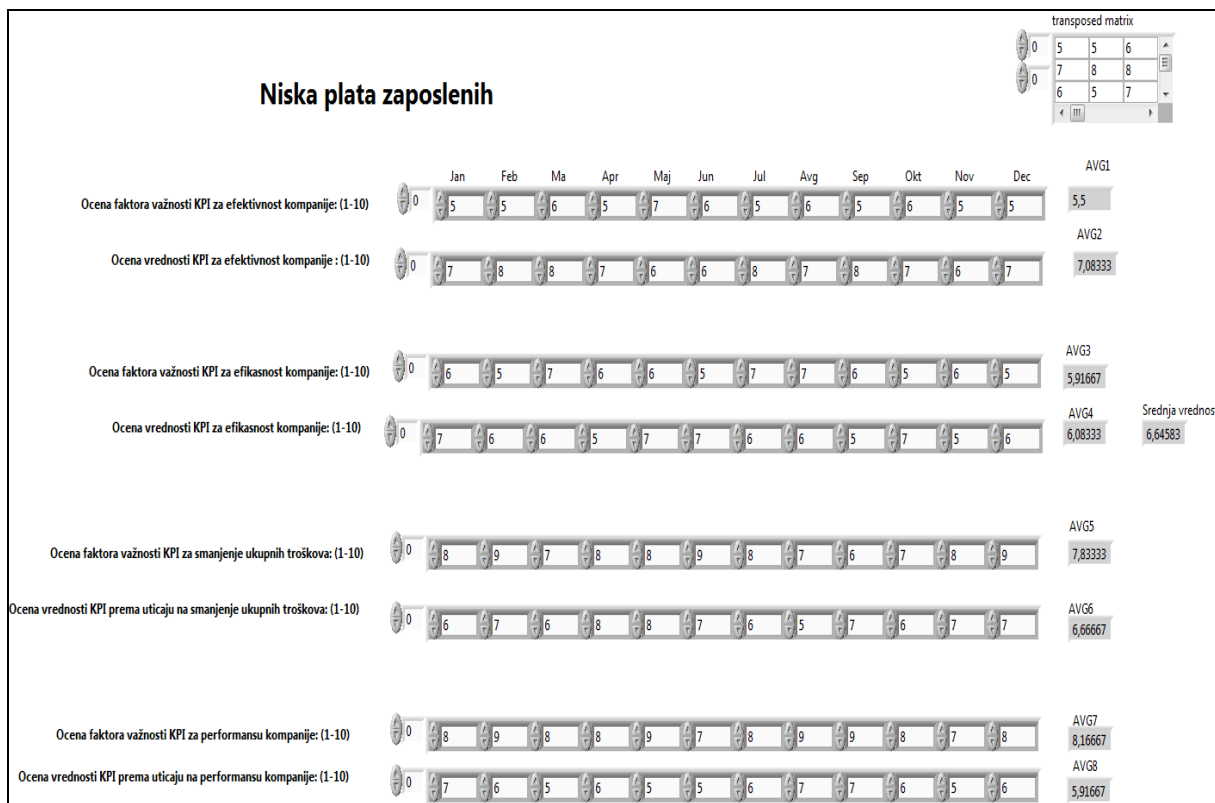 transposed matrix
0 5 5 6
0 7 8 8
6 5 7
Niska plata zaposlenih
Jan Feb Ma Apr Maj Jun Jul Avg Sep Okt Nov Dec AVG1
Ocena faktora važnosti KPI za efektivnost kompanije: (1-10) 0 5 5 6 5 7 6 5 6 5 6 5 5 5,5
AVG2
Ocena vrednosti KPI za efektivnost kompanije : (1-10) 0 7 8 8 7 6 6 8 7 8 7 6 7 7,08333
AVG3
Ocena faktora važnosti KPI za efikasnost kompanije: (1-10) 0 6 5 7 6 6 5 7 7 6 5 6 5 5,91667
AVG4 Srednja vrednos
Ocena vrednosti KPI za efikasnost kompanije: (1-10) 0 7 6 6 5 7 7 6 6 5 7 5 6 6,08333 6,64583
AVG5
Ocena faktora važnosti KPI za smanjenje ukupnih troškova: (1-10) 0 8 9 7 8 8 9 8 7 6 7 8 9 7,83333
AVG6
Ocena vrednosti KPI prema uticaju na smanjenje ukupnih troškova: (1-10) 0 6 7 6 8 8 7 6 5 7 6 7 7 6,66667
AVG7
Ocena faktora važnosti KPI za performansu kompanije: (1-10) 0 8 9 8 8 9 7 8 9 9 8 7 8 8,16667
AVG8
Ocena vrednosti KPI prema uticaju na performansu kompanije: (1-10) 0 7 6 5 6 5 6 6 7 7 6 5 6 5,91667